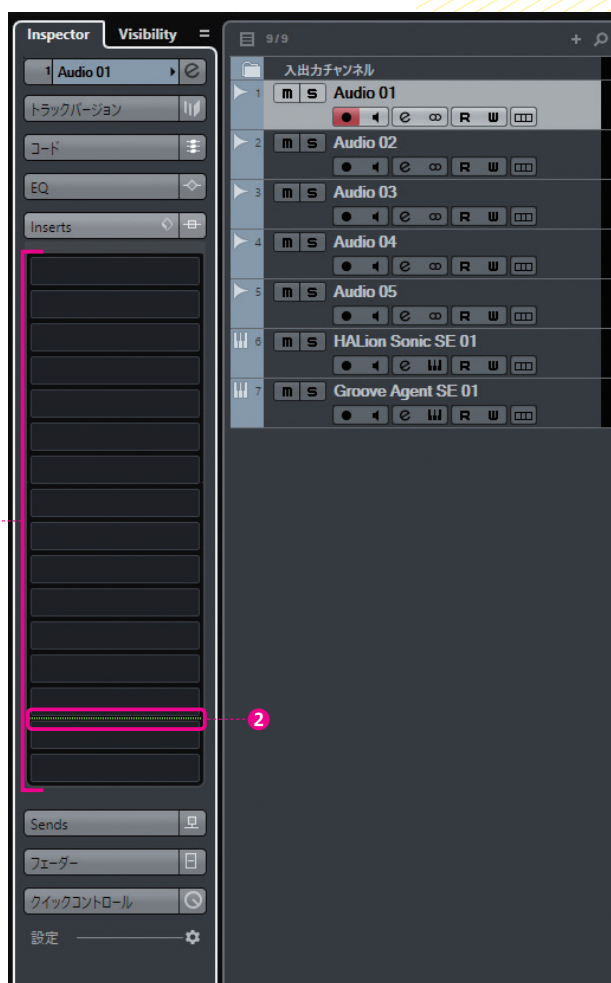 Inspector Visibility
1 Audio 01
トラックバージョン
コード
EQ
Inserts
2
Sends
フェーダー
クイックコントロール
設定
9/9
入出力チャンネル
1 m s Audio 01
e R W
2 m s Audio 02
e R W
3 m s Audio 03
e R W
4 m s Audio 04
e R W
5 m s Audio 05
e R W
6 m s HALion Sonic SE 01
e R W
7 m s Groove Agent SE 01
e R W